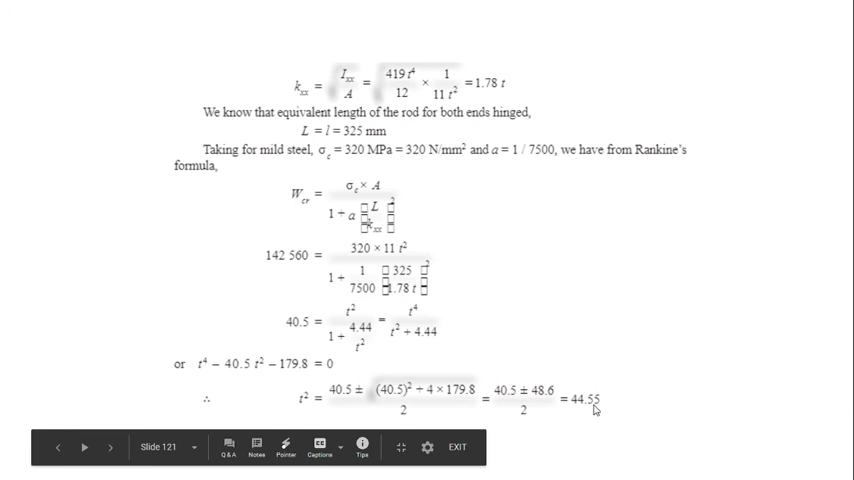 k_xx = √(I_xx / A) = √(419 t⁴ / 12 × 1 / 11 t²) = 1.78 t
We know that equivalent length of the rod for both ends hinged,
L = l = 325 mm
Taking for mild steel, σ_c = 320 MPa = 320 N/mm² and a = 1 / 7500, we have from Rankine's
formula,
W_cr = (σ_c × A) / (1 + a (L / k_xx)²)
142 560 = (320 × 11 t²) / (1 + 1/7500 (325 / 1.78 t)²)
40.5 = t² / (1 + 4.44 / t²) = t⁴ / (t² + 4.44)
or t⁴ − 40.5 t² − 179.8 = 0
∴ t² = (40.5 ± √((40.5)² + 4 × 179.8)) / 2 = (40.5 ± 48.6) / 2 = 44.55
Slide 121
Q & A
Notes
Pointer
Captions
Tips
EXIT